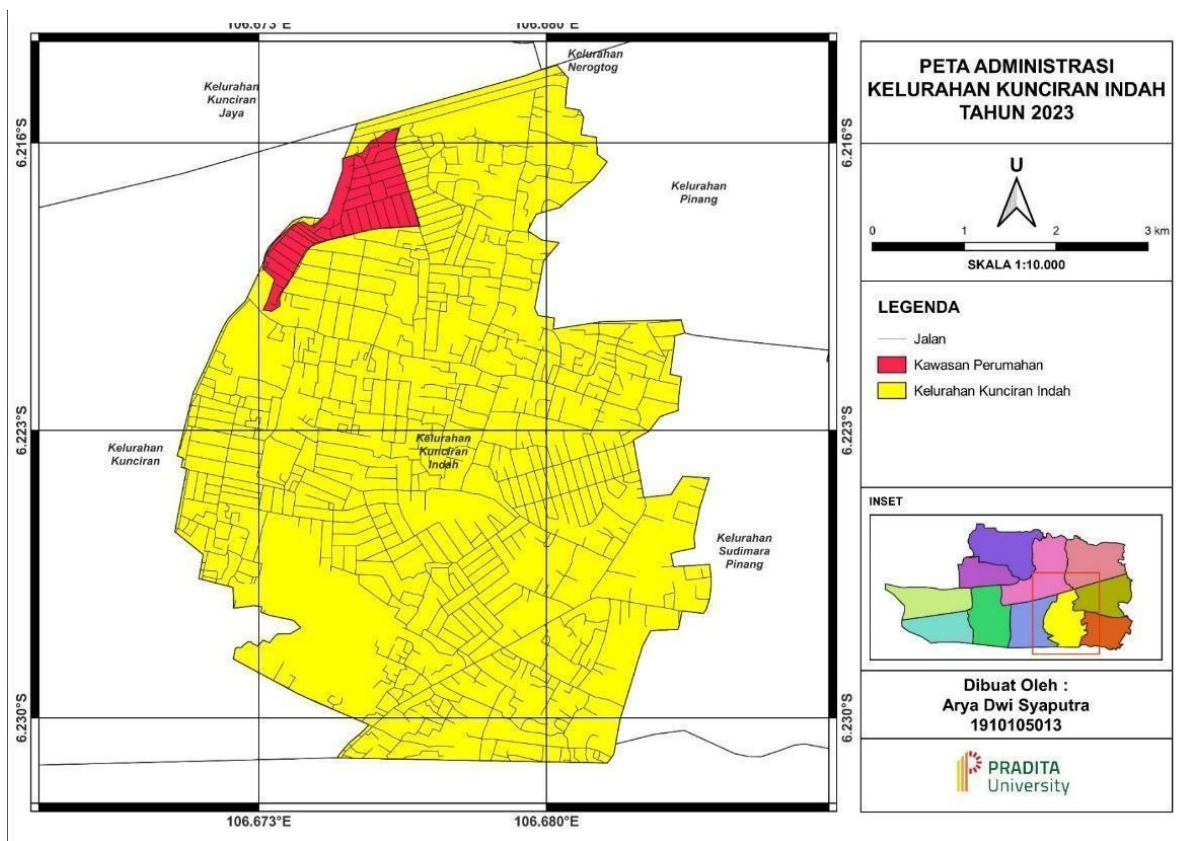 106.673°E
106.680°E
Kelurahan
Kunciran
Jaya
Kelurahan
Nerogtog
Kelurahan
Pinang
Kelurahan
Kunciran
Kelurahan
Kunciran
Indah
Kelurahan
Sudimara
Pinang
6.216°S
6.223°S
6.230°S
6.216°S
6.223°S
6.230°S
106.673°E
106.680°E
PETA ADMINISTRASI
KELURAHAN KUNCIRAN INDAH
TAHUN 2023
U
0 1 2 3 km
SKALA 1:10.000
LEGENDA
Jalan
Kawasan Perumahan
Kelurahan Kunciran Indah
INSET
Dibuat Oleh :
Arya Dwi Syaputra
1910105013
PRADITA
University